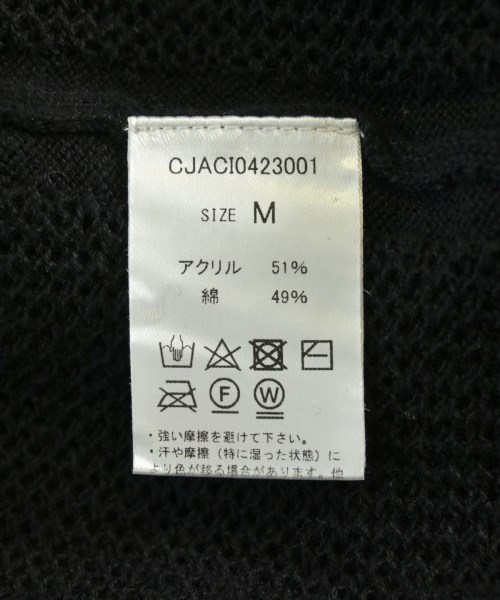 CJACI0423001
SIZE M
アクリル 51%
綿 49%
F W
・強い摩擦を避けて下さい。
・汗や摩擦（特に湿った状態）に
より色が移る場合があります。他